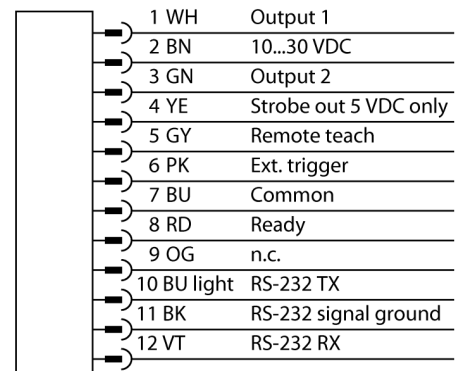 1 WH Output 1
2 BN 10...30 VDC
3 GN Output 2
4 YE Strobe out 5 VDC only
5 GY Remote teach
6 PK Ext. trigger
7 BU Common
8 RD Ready
9 OG n.c.
10 BU light RS-232 TX
11 BK RS-232 signal ground
12 VT RS-232 RX